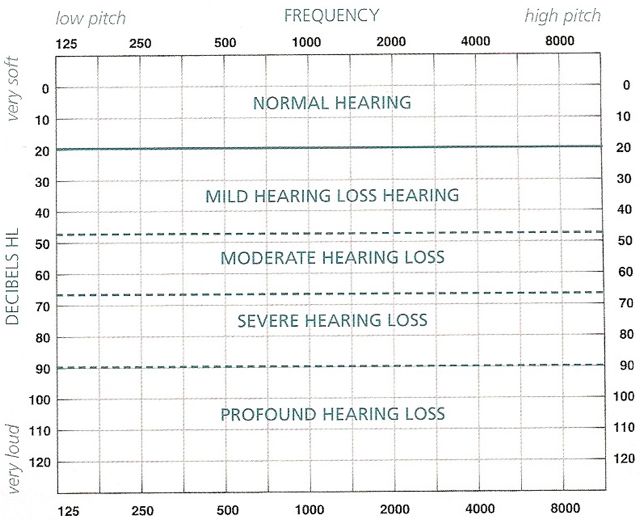 low pitch FREQUENCY high pitch
125 250 500 1000 2000 4000 8000
very soft
DECIBELS HL
very loud
0 0
10 10
20 20
30 30
40 40
50 50
60 60
70 70
80 80
90 90
100 100
110 110
120 120
NORMAL HEARING
MILD HEARING LOSS HEARING
MODERATE HEARING LOSS
SEVERE HEARING LOSS
PROFOUND HEARING LOSS
125 250 500 1000 2000 4000 8000